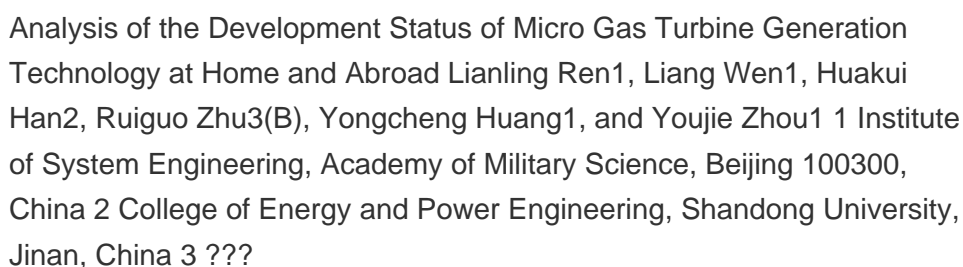 Analysis of the Development Status of Micro Gas Turbine Generation
Technology at Home and Abroad Lianling Ren1, Liang Wen1, Huakui
Han2, Ruiguo Zhu3(B), Yongcheng Huang1, and Youjie Zhou1 1 Institute
of System Engineering, Academy of Military Science, Beijing 100300,
China 2 College of Energy and Power Engineering, Shandong University,
Jinan, China 3 ???